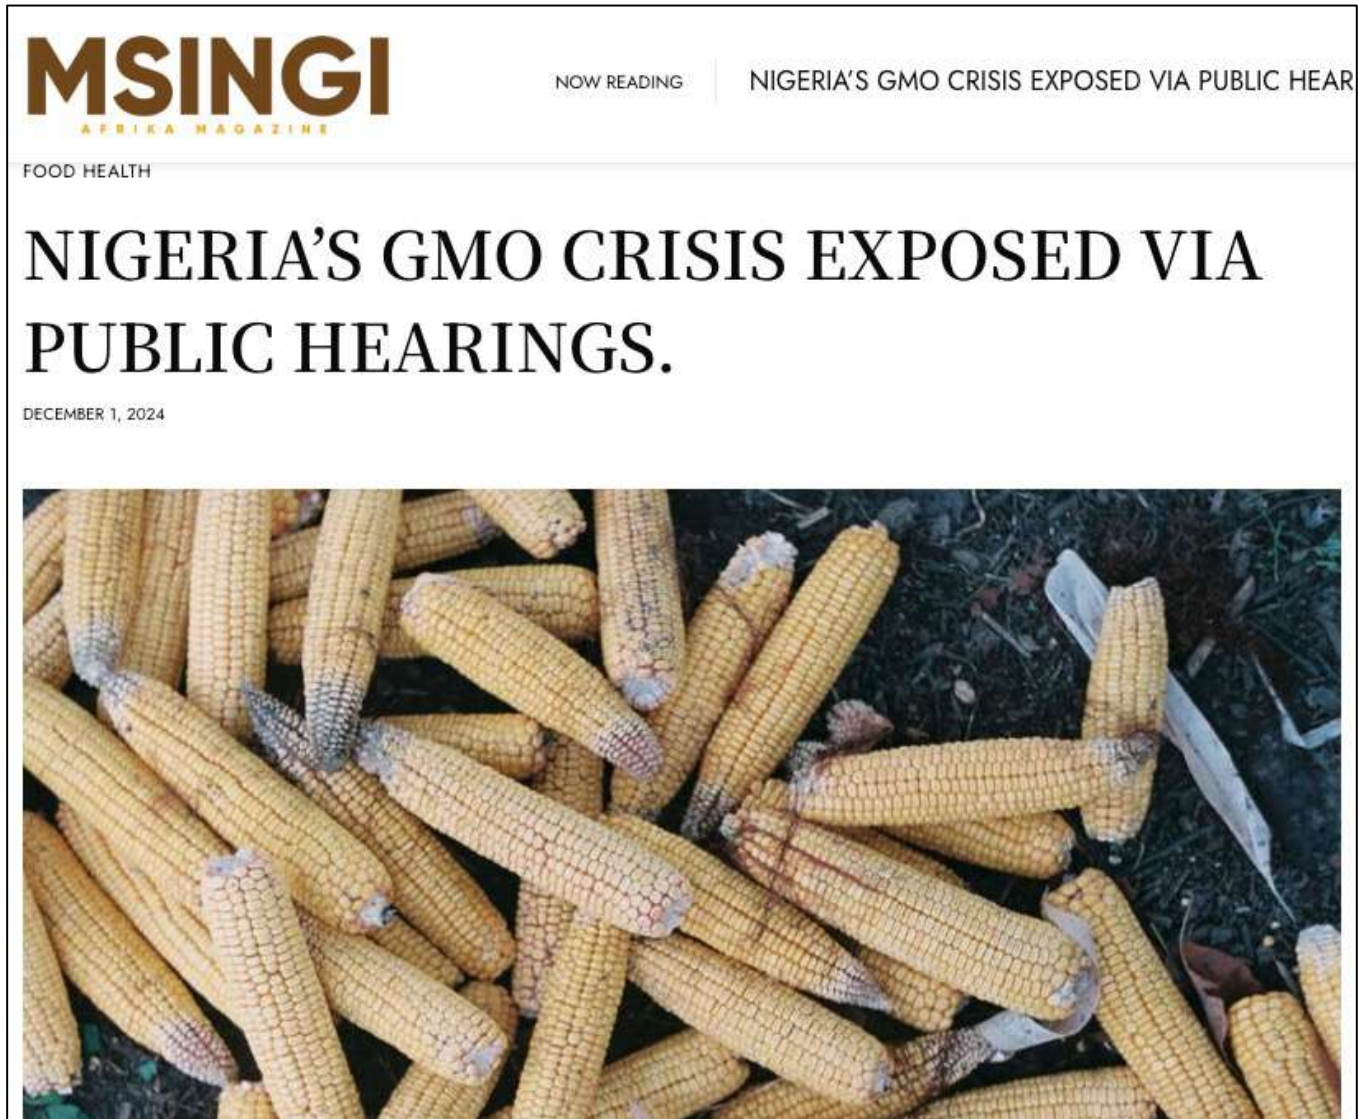 MSINGI
AFRIKA MAGAZINE
NOW READING
NIGERIA’S GMO CRISIS EXPOSED VIA PUBLIC HEAR
FOOD HEALTH
NIGERIA’S GMO CRISIS EXPOSED VIA
PUBLIC HEARINGS.
DECEMBER 1, 2024